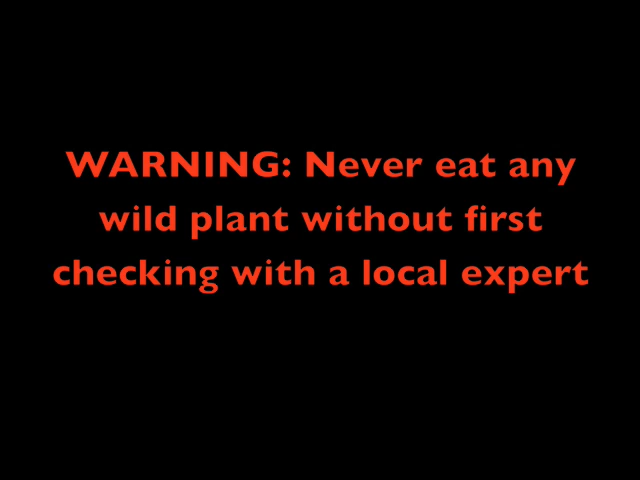 WARNING: Never eat any
wild plant without first
checking with a local expert